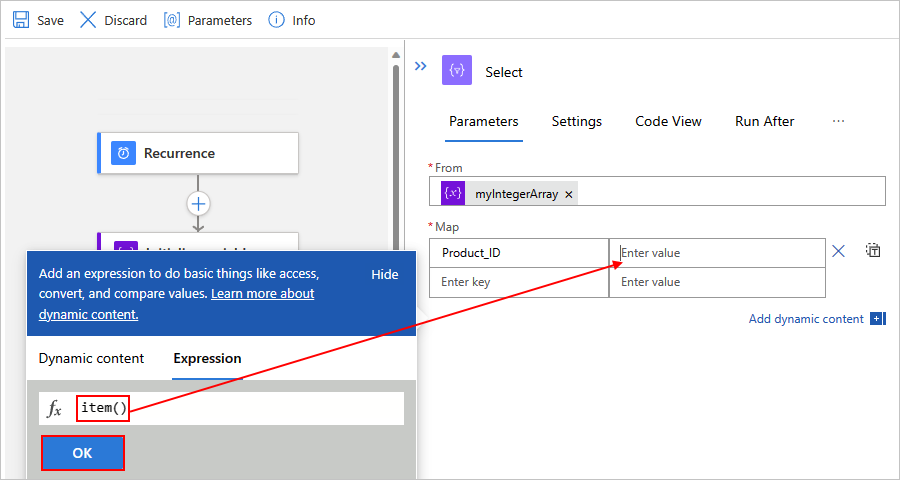 Save Discard [@] Parameters Info
Select
Parameters Settings Code View Run After ...
* From
{x} myIntegerArray ×
* Map
Product_ID Enter value
Enter key Enter value
Add dynamic content
Recurrence
Add an expression to do basic things like access, Hide
convert, and compare values. Learn more about
dynamic content.
Dynamic content Expression
fx item()
OK